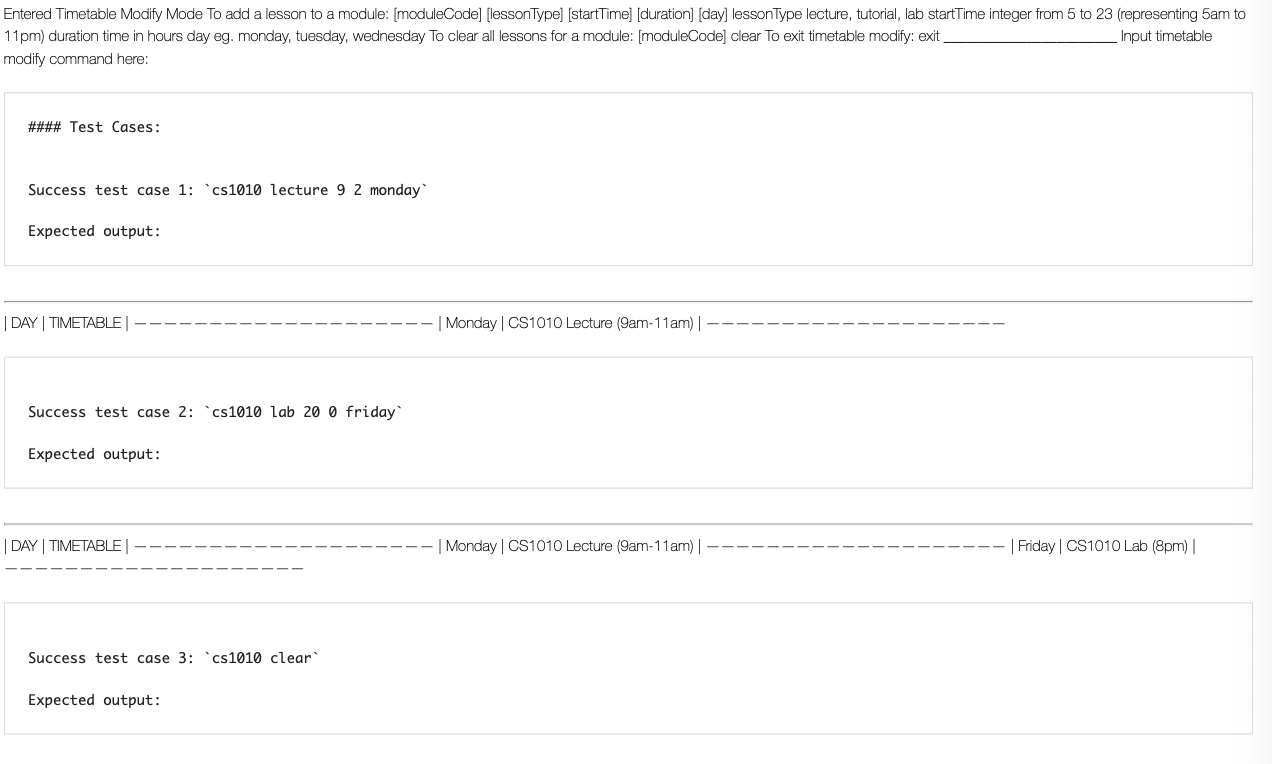 Entered Timetable Modify Mode To add a lesson to a module: [moduleCode] [lessonType] [startTime] [duration] [day] lessonType lecture, tutorial, lab startTime integer from 5 to 23 (representing 5am to
11pm) duration time in hours day eg. monday, tuesday, wednesday To clear all lessons for a module: [moduleCode] clear To exit timetable modify: exit _______________________ Input timetable
modify command here:
#### Test Cases:
Success test case 1: `cs1010 lecture 9 2 monday`
Expected output:
| DAY | TIMETABLE | — — — — — — — — — — — — — — — — — — — — | Monday | CS1010 Lecture (9am-11am) | — — — — — — — — — — — — — — — — — — — —
Success test case 2: `cs1010 lab 20 0 friday`
Expected output:
| DAY | TIMETABLE | — — — — — — — — — — — — — — — — — — — — | Monday | CS1010 Lecture (9am-11am) | — — — — — — — — — — — — — — — — — — — — | Friday | CS1010 Lab (8pm) |
— — — — — — — — — — — — — — — — — — — —
Success test case 3: `cs1010 clear`
Expected output: